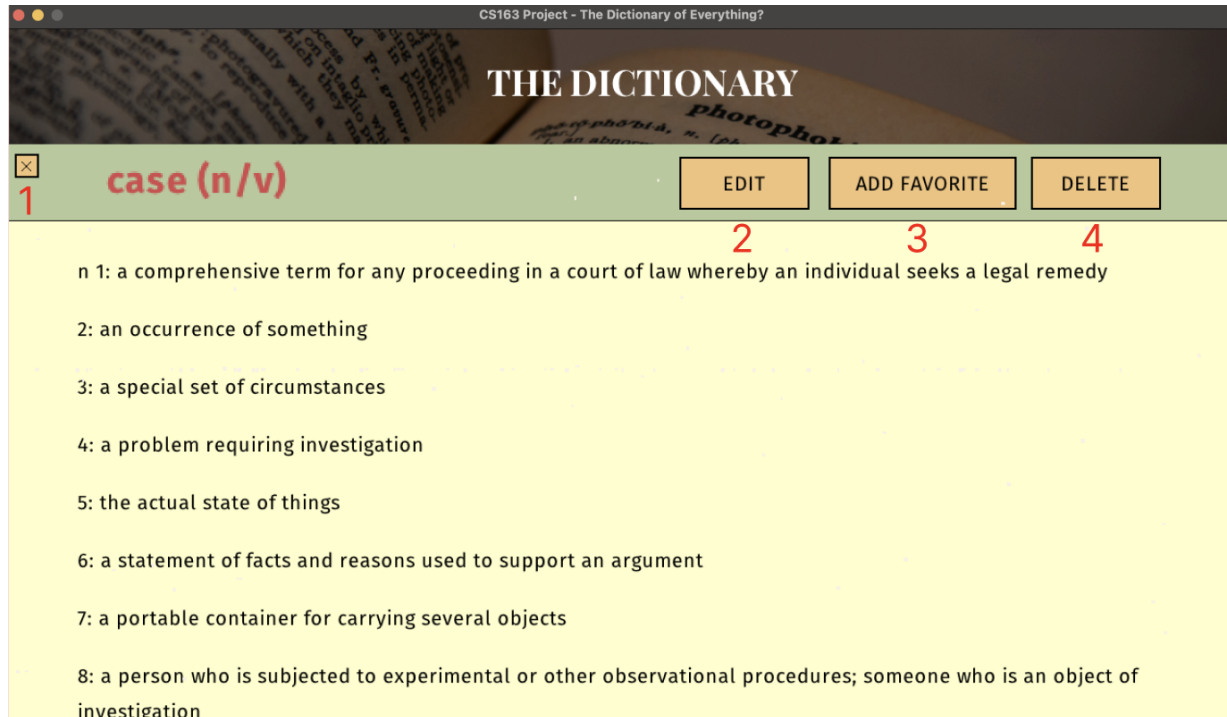 CS163 Project - The Dictionary of Everything?
THE DICTIONARY
case (n/v)
EDIT
ADD FAVORITE
DELETE
1
2
3
4
n 1: a comprehensive term for any proceeding in a court of law whereby an individual seeks a legal remedy
2: an occurrence of something
3: a special set of circumstances
4: a problem requiring investigation
5: the actual state of things
6: a statement of facts and reasons used to support an argument
7: a portable container for carrying several objects
8: a person who is subjected to experimental or other observational procedures; someone who is an object of
investigation